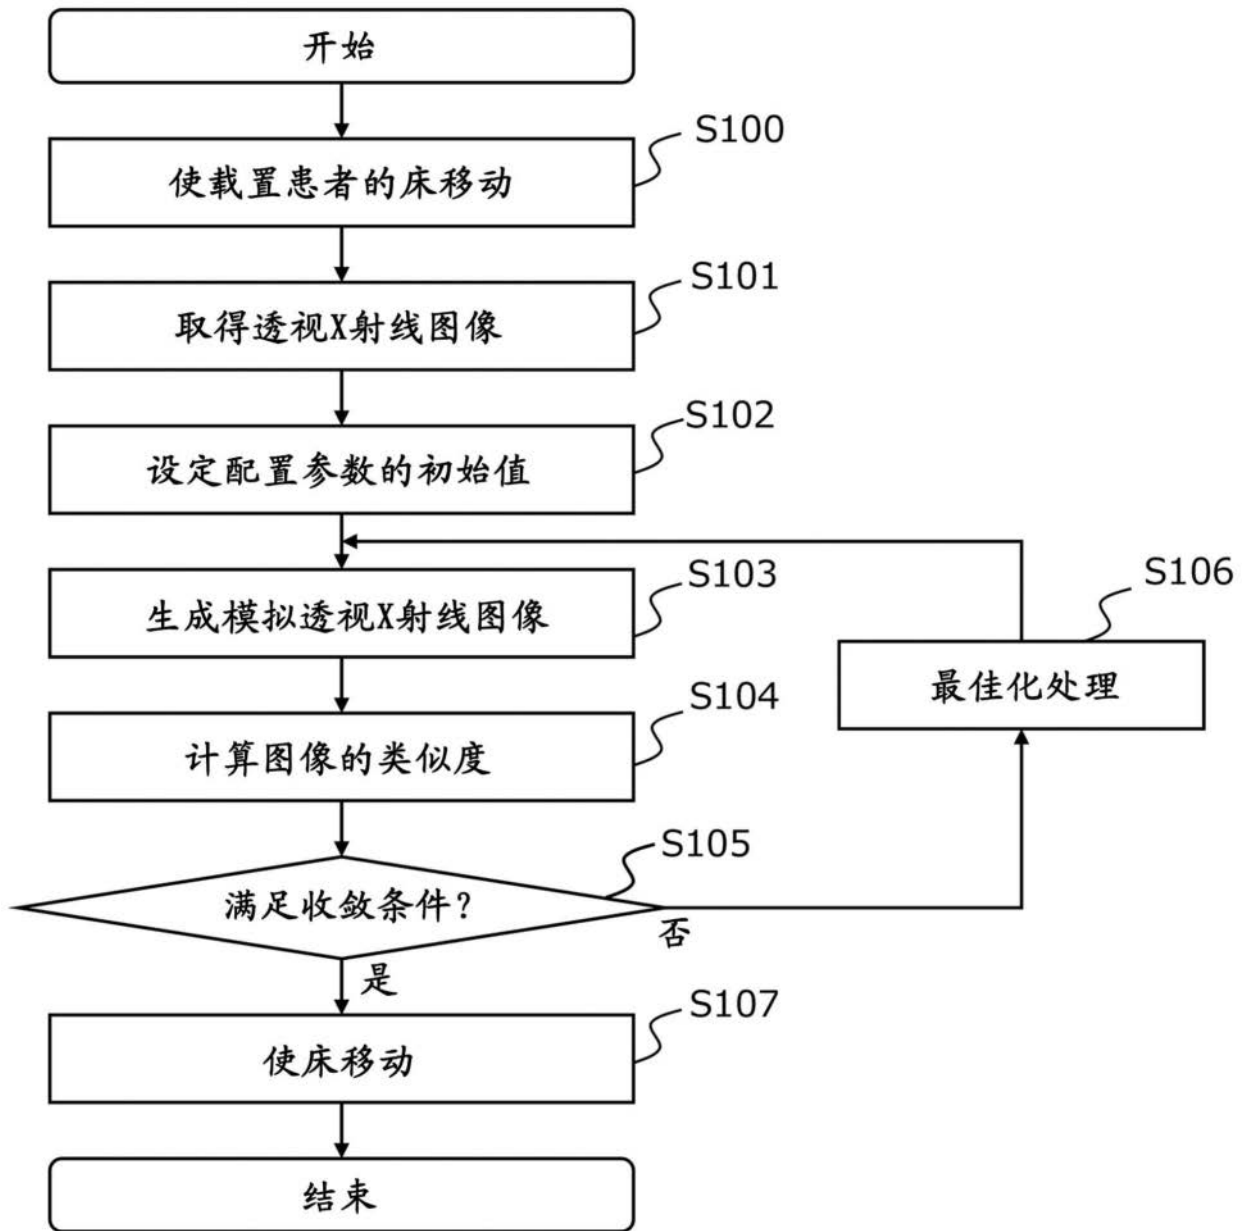 开始
S100
使载置患者的床移动
S101
取得透视X射线图像
S102
设定配置参数的初始值
S103
生成模拟透视X射线图像
S106
最佳化处理
S104
计算图像的类似度
S105
满足收敛条件？
否
是
S107
使床移动
结束